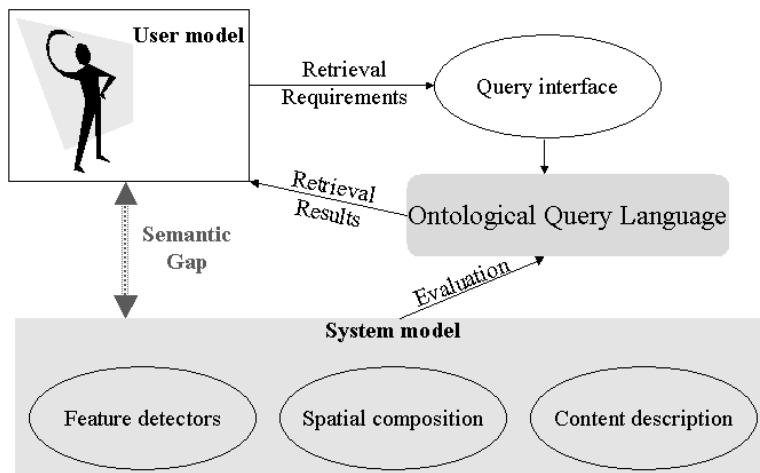 User model
Retrieval
Requirements
Query interface
Retrieval
Results
Ontological Query Language
Semantic
Gap
Evaluation
System model
Feature detectors
Spatial composition
Content description